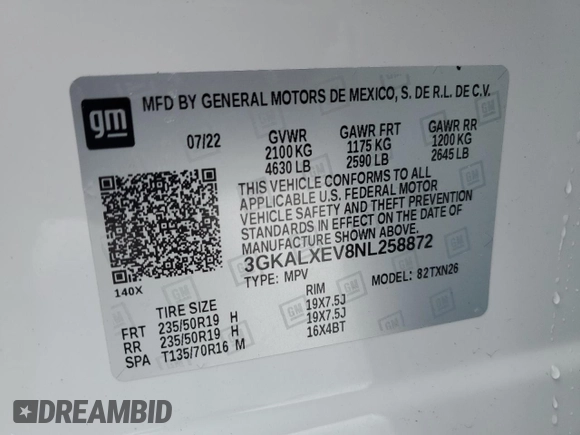 gm
MFD BY GENERAL MOTORS DE MEXICO, S. DE R.L. DE C.V.
07/22 GVWR GAWR FRT GAWR RR
2100 KG 1175 KG 1200 KG
4630 LB 2590 LB 2645 LB
THIS VEHICLE CONFORMS TO ALL
APPLICABLE U.S. FEDERAL MOTOR
VEHICLE SAFETY AND THEFT PREVENTION
STANDARDS IN EFFECT ON THE DATE OF
MANUFACTURE SHOWN ABOVE.
3GKALXEV8NL258872
TYPE: MPV MODEL: 82TXN26
140X
TIRE SIZE RIM
FRT 235/50R19 H 19X7.5J
RR 235/50R19 H 19X7.5J
SPA T135/70R16 M 16X4BT
DREAMBID